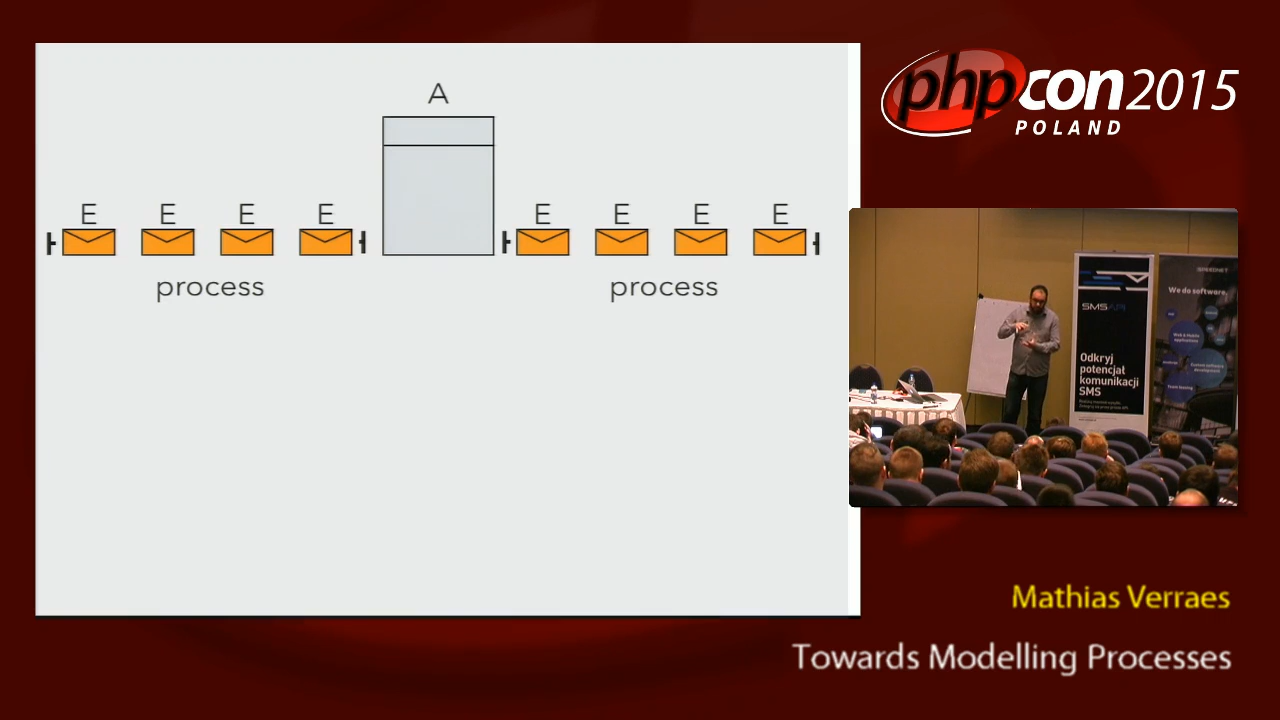 A
E E E E E E E E
process process
phpcon2015
POLAND
SMSAPI
Odkryj
potencjał
komunikacji
SMS
We do software.
Mathias Verraes
Towards Modelling Processes